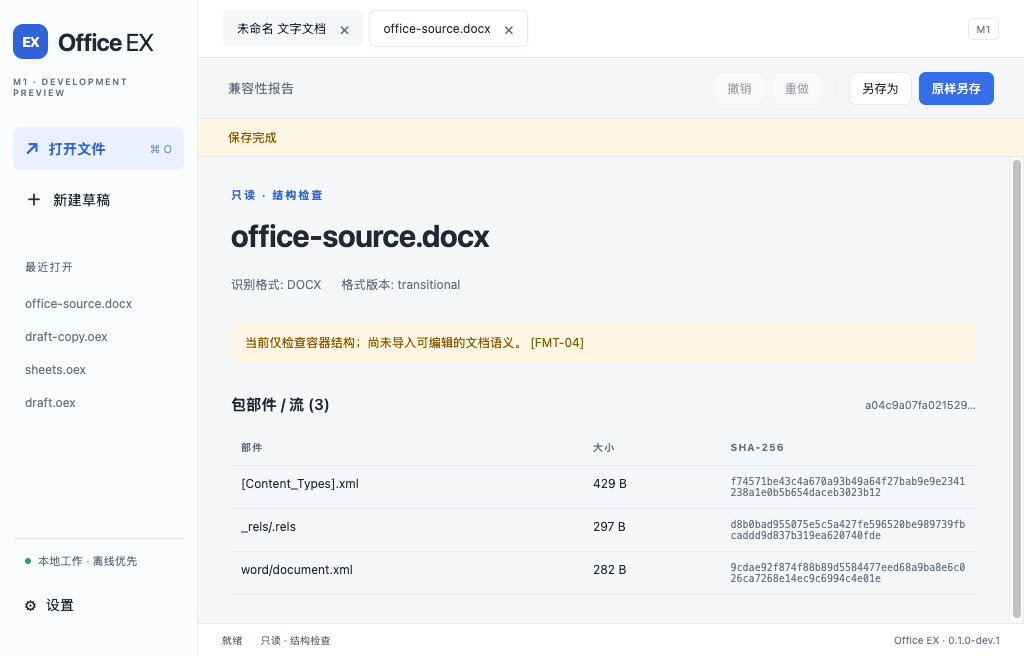 EX Office EX
M1 · DEVELOPMENT
PREVIEW
打开文件 ⌘ O
新建草稿
最近打开
office-source.docx
draft-copy.oex
sheets.oex
draft.oex
本地工作 · 离线优先
设置
未命名 文字文档 × office-source.docx × M1
兼容性报告 撤销 重做 另存为 原样另存
保存完成
只读 · 结构检查
office-source.docx
识别格式: DOCX 格式版本: transitional
当前仅检查容器结构；尚未导入可编辑的文档语义。 [FMT-04]
包部件 / 流 (3) a04c9a07fa021529...
部件 大小 SHA-256
[Content_Types].xml 429 B f74571be43c4a670a93b49a64f27bab9e9e2341
238a1e0b5b654daceb3023b12
_rels/.rels 297 B d8b0bad955075e5c5a427fe596520be989739fb
caddd9d837b319ea620740fde
word/document.xml 282 B 9cdae92f874f88b89d5584477eed68a9ba8e6c0
26ca7268e14ec9c6994c4e01e
就绪 只读 · 结构检查 Office EX · 0.1.0-dev.1